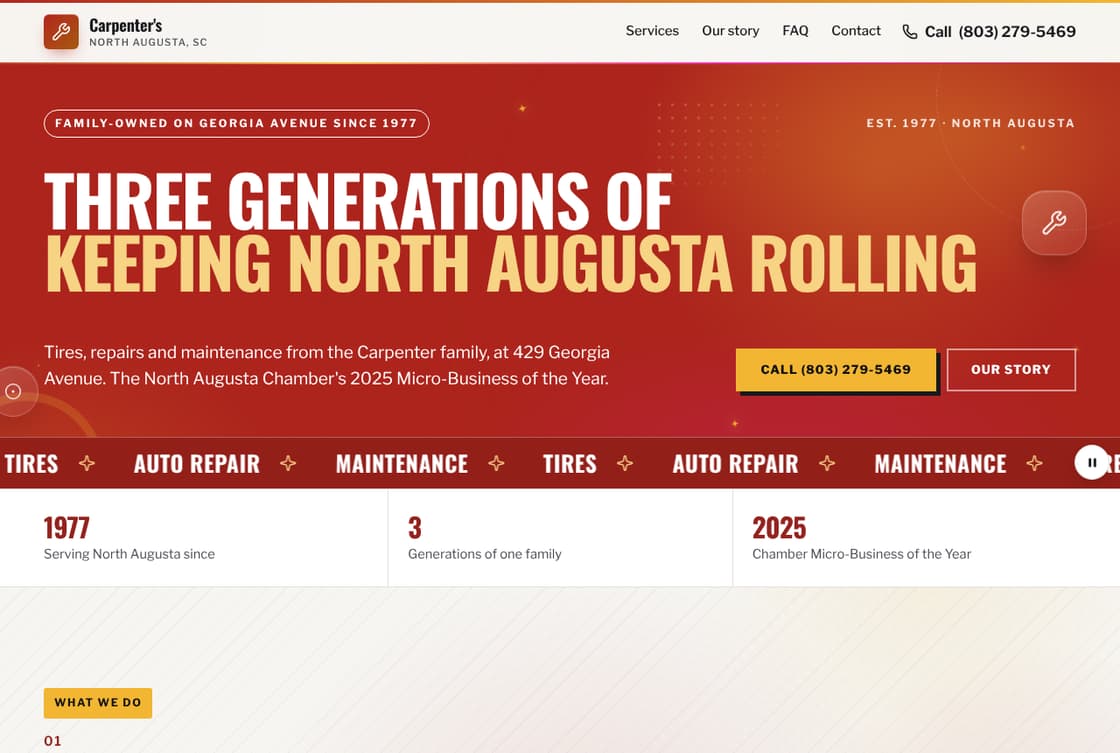 Carpenter's
NORTH AUGUSTA, SC
Services
Our story
FAQ
Contact
Call (803) 279-5469
FAMILY-OWNED ON GEORGIA AVENUE SINCE 1977
EST. 1977 · NORTH AUGUSTA
THREE GENERATIONS OF
KEEPING NORTH AUGUSTA ROLLING
Tires, repairs and maintenance from the Carpenter family, at 429 Georgia
Avenue. The North Augusta Chamber's 2025 Micro-Business of the Year.
CALL (803) 279-5469
OUR STORY
TIRES AUTO REPAIR MAINTENANCE TIRES AUTO REPAIR MAINTENANCE
1977
Serving North Augusta since
3
Generations of one family
2025
Chamber Micro-Business of the Year
WHAT WE DO
01